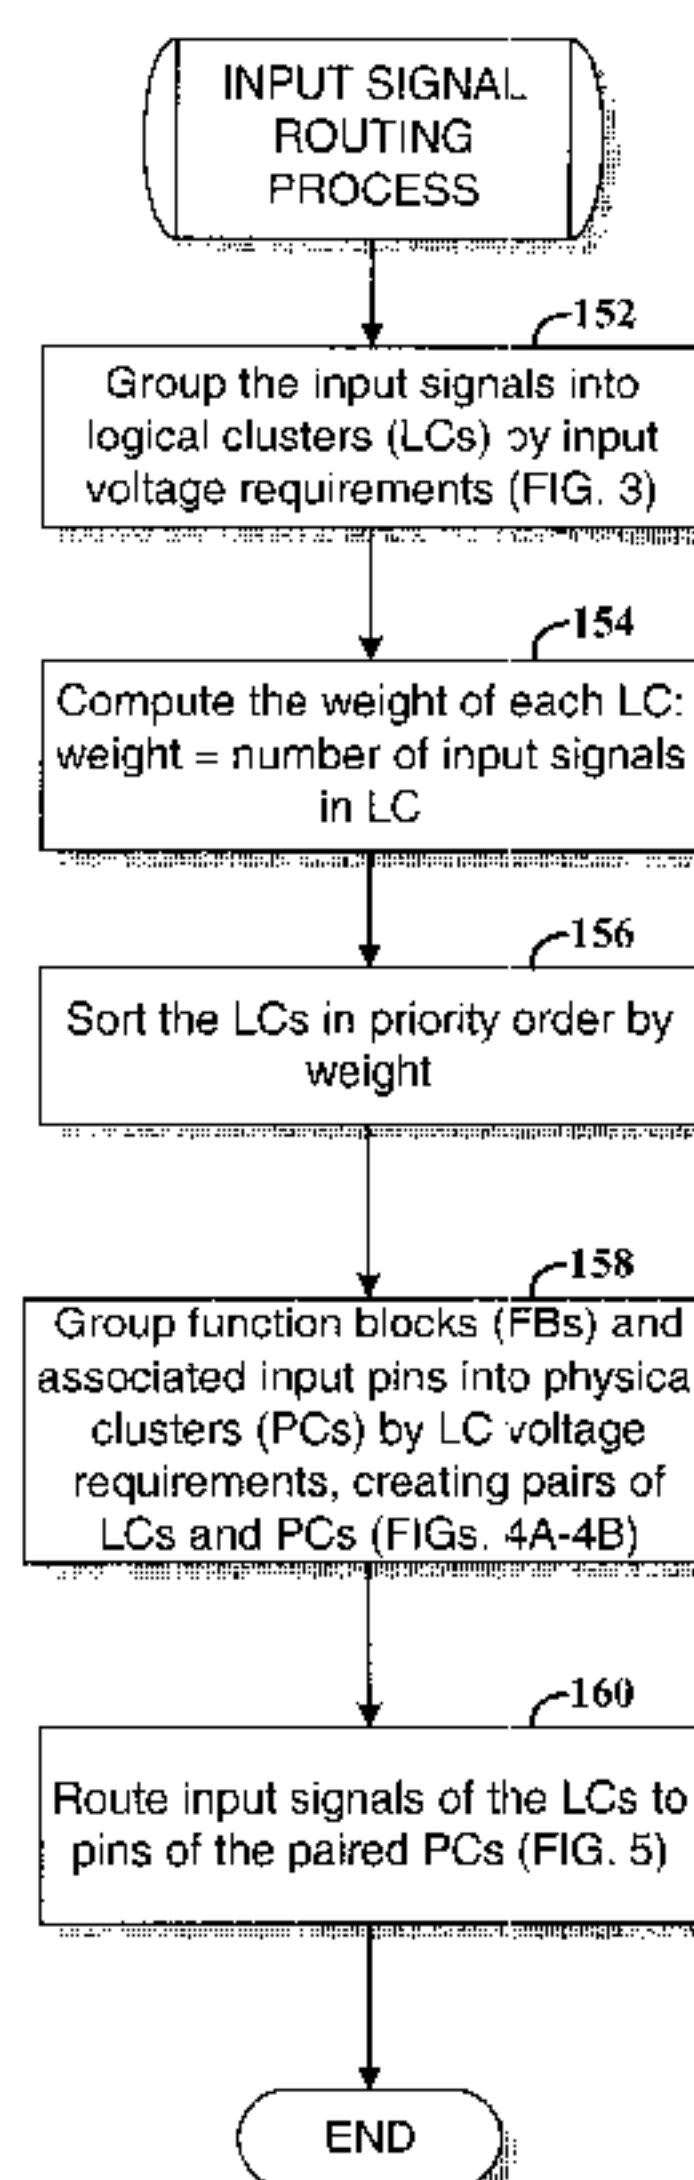 INPUT SIGNAL
ROUTING
PROCESS
152
Group the input signals into
logical clusters (LCs) by input
voltage requirements (FIG. 3)
154
Compute the weight of each LC:
weight = number of input signals
in LC
156
Sort the LCs in priority order by
weight
158
Group function blocks (FBs) and
associated input pins into physica
clusters (PCs) by LC voltage
requirements, creating pairs of
LCs and PCs (FIGs. 4A-4B)
160
Route input signals of the LCs to
pins of the paired PCs (FIG. 5)
END